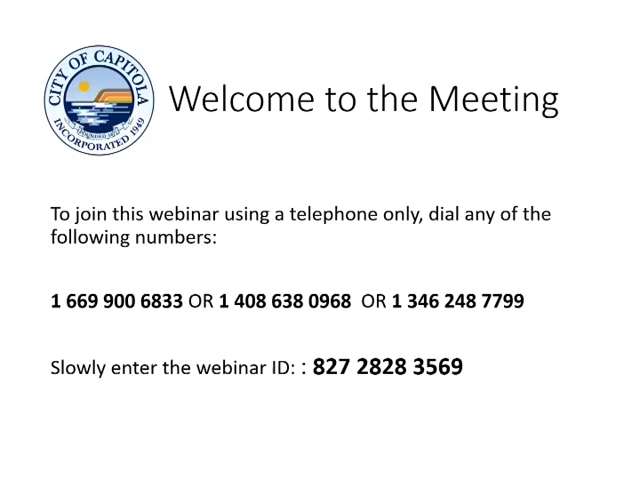 CITY OF CAPITOLA
INCORPORATED 1949
Welcome to the Meeting
To join this webinar using a telephone only, dial any of the
following numbers:
1 669 900 6833 OR 1 408 638 0968 OR 1 346 248 7799
Slowly enter the webinar ID: : 827 2828 3569